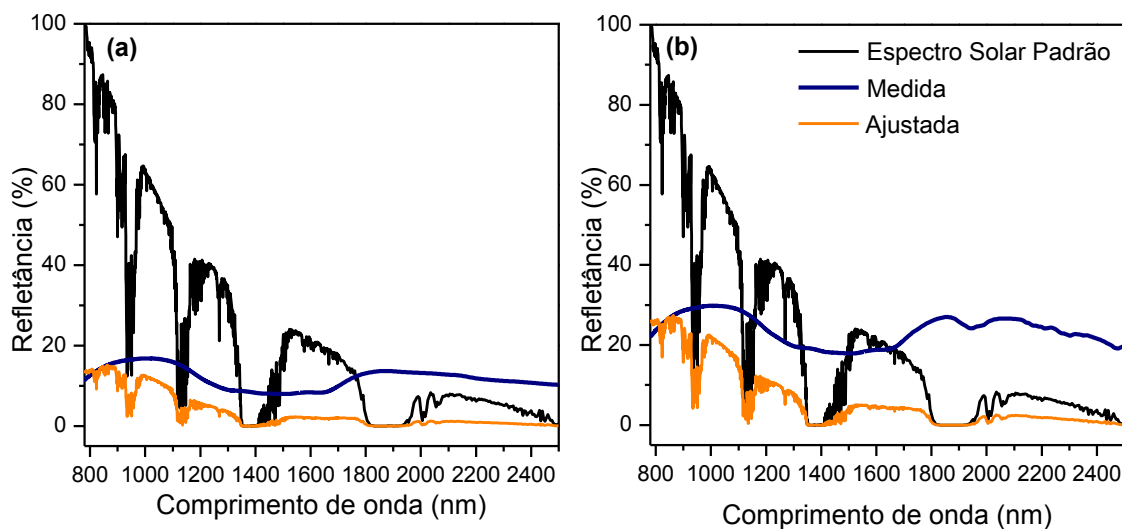 (a)
Refletância (%)
100
80
60
40
20
0
800 1000 1200 1400 1600 1800 2000 2200 2400
Comprimento de onda (nm)
(b)
Espectro Solar Padrão
Medida
Ajustada
Refletância (%)
100
80
60
40
20
0
800 1000 1200 1400 1600 1800 2000 2200 2400
Comprimento de onda (nm)